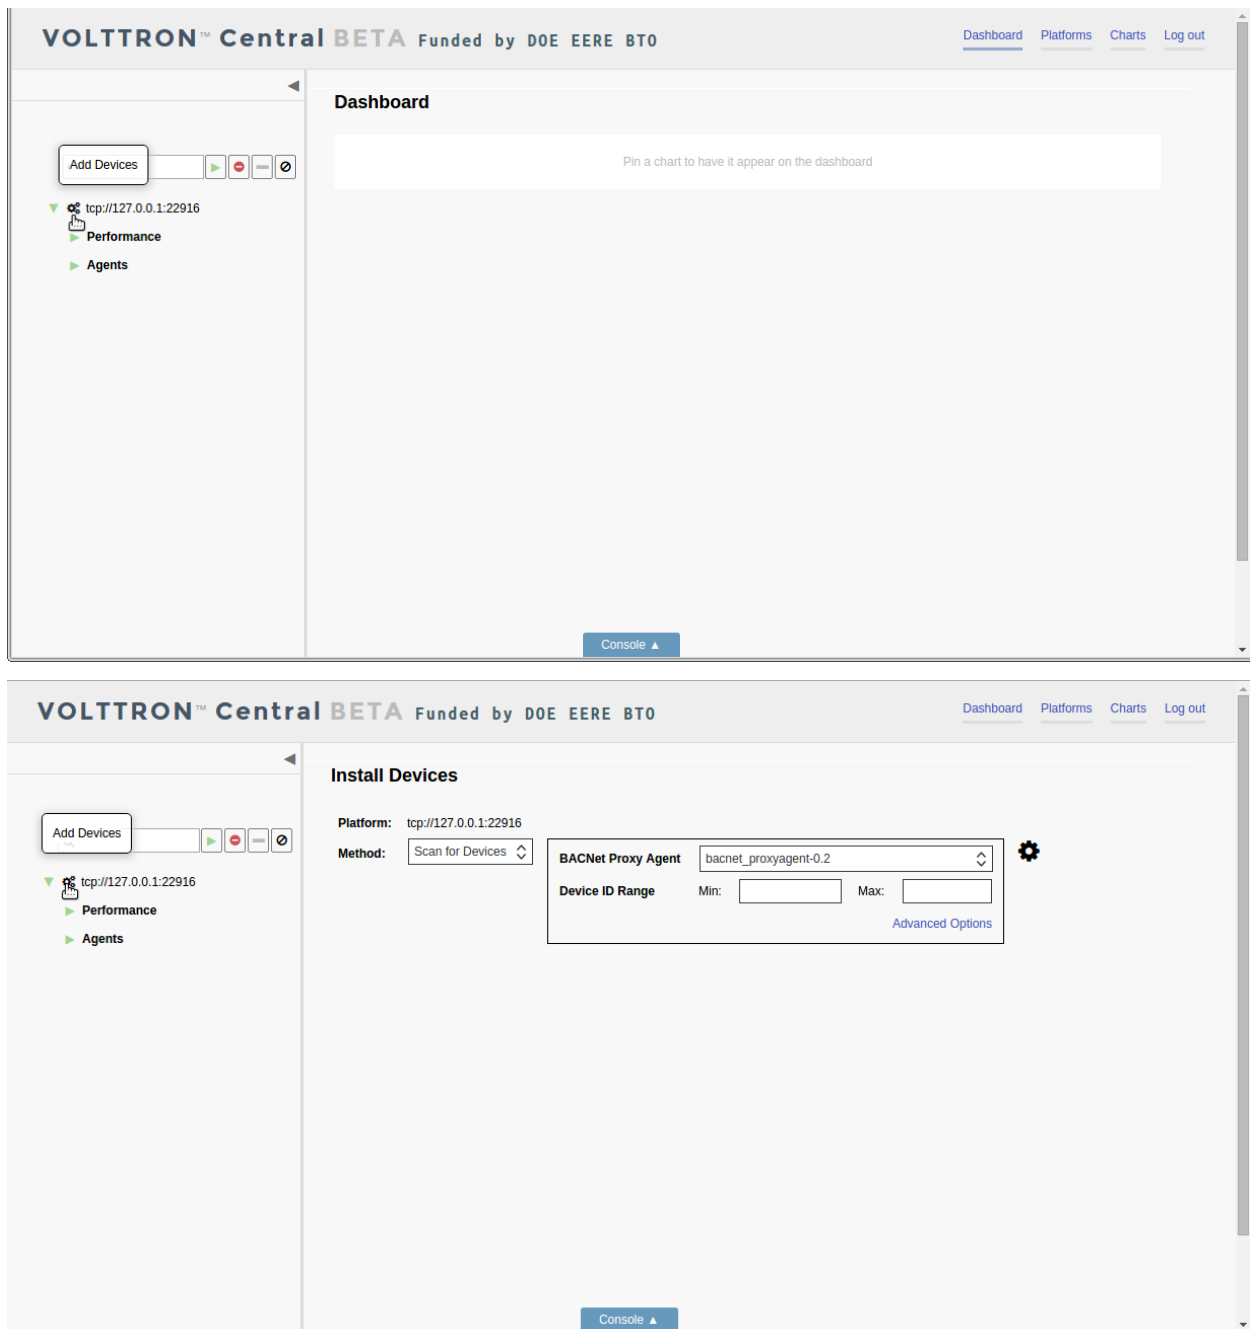 VOLTTRON™ Central BETA Funded by DOE EERE BTO
Dashboard Platforms Charts Log out
Dashboard
Add Devices
Pin a chart to have it appear on the dashboard
tcp://127.0.0.1:22916
Performance
Agents
Console ▲
VOLTTRON™ Central BETA Funded by DOE EERE BTO
Dashboard Platforms Charts Log out
Install Devices
Platform: tcp://127.0.0.1:22916
Add Devices
Method: Scan for Devices
BACNet Proxy Agent bacnet_proxyagent-0.2
tcp://127.0.0.1:22916
Device ID Range Min: Max:
Performance
Advanced Options
Agents
Console ▲